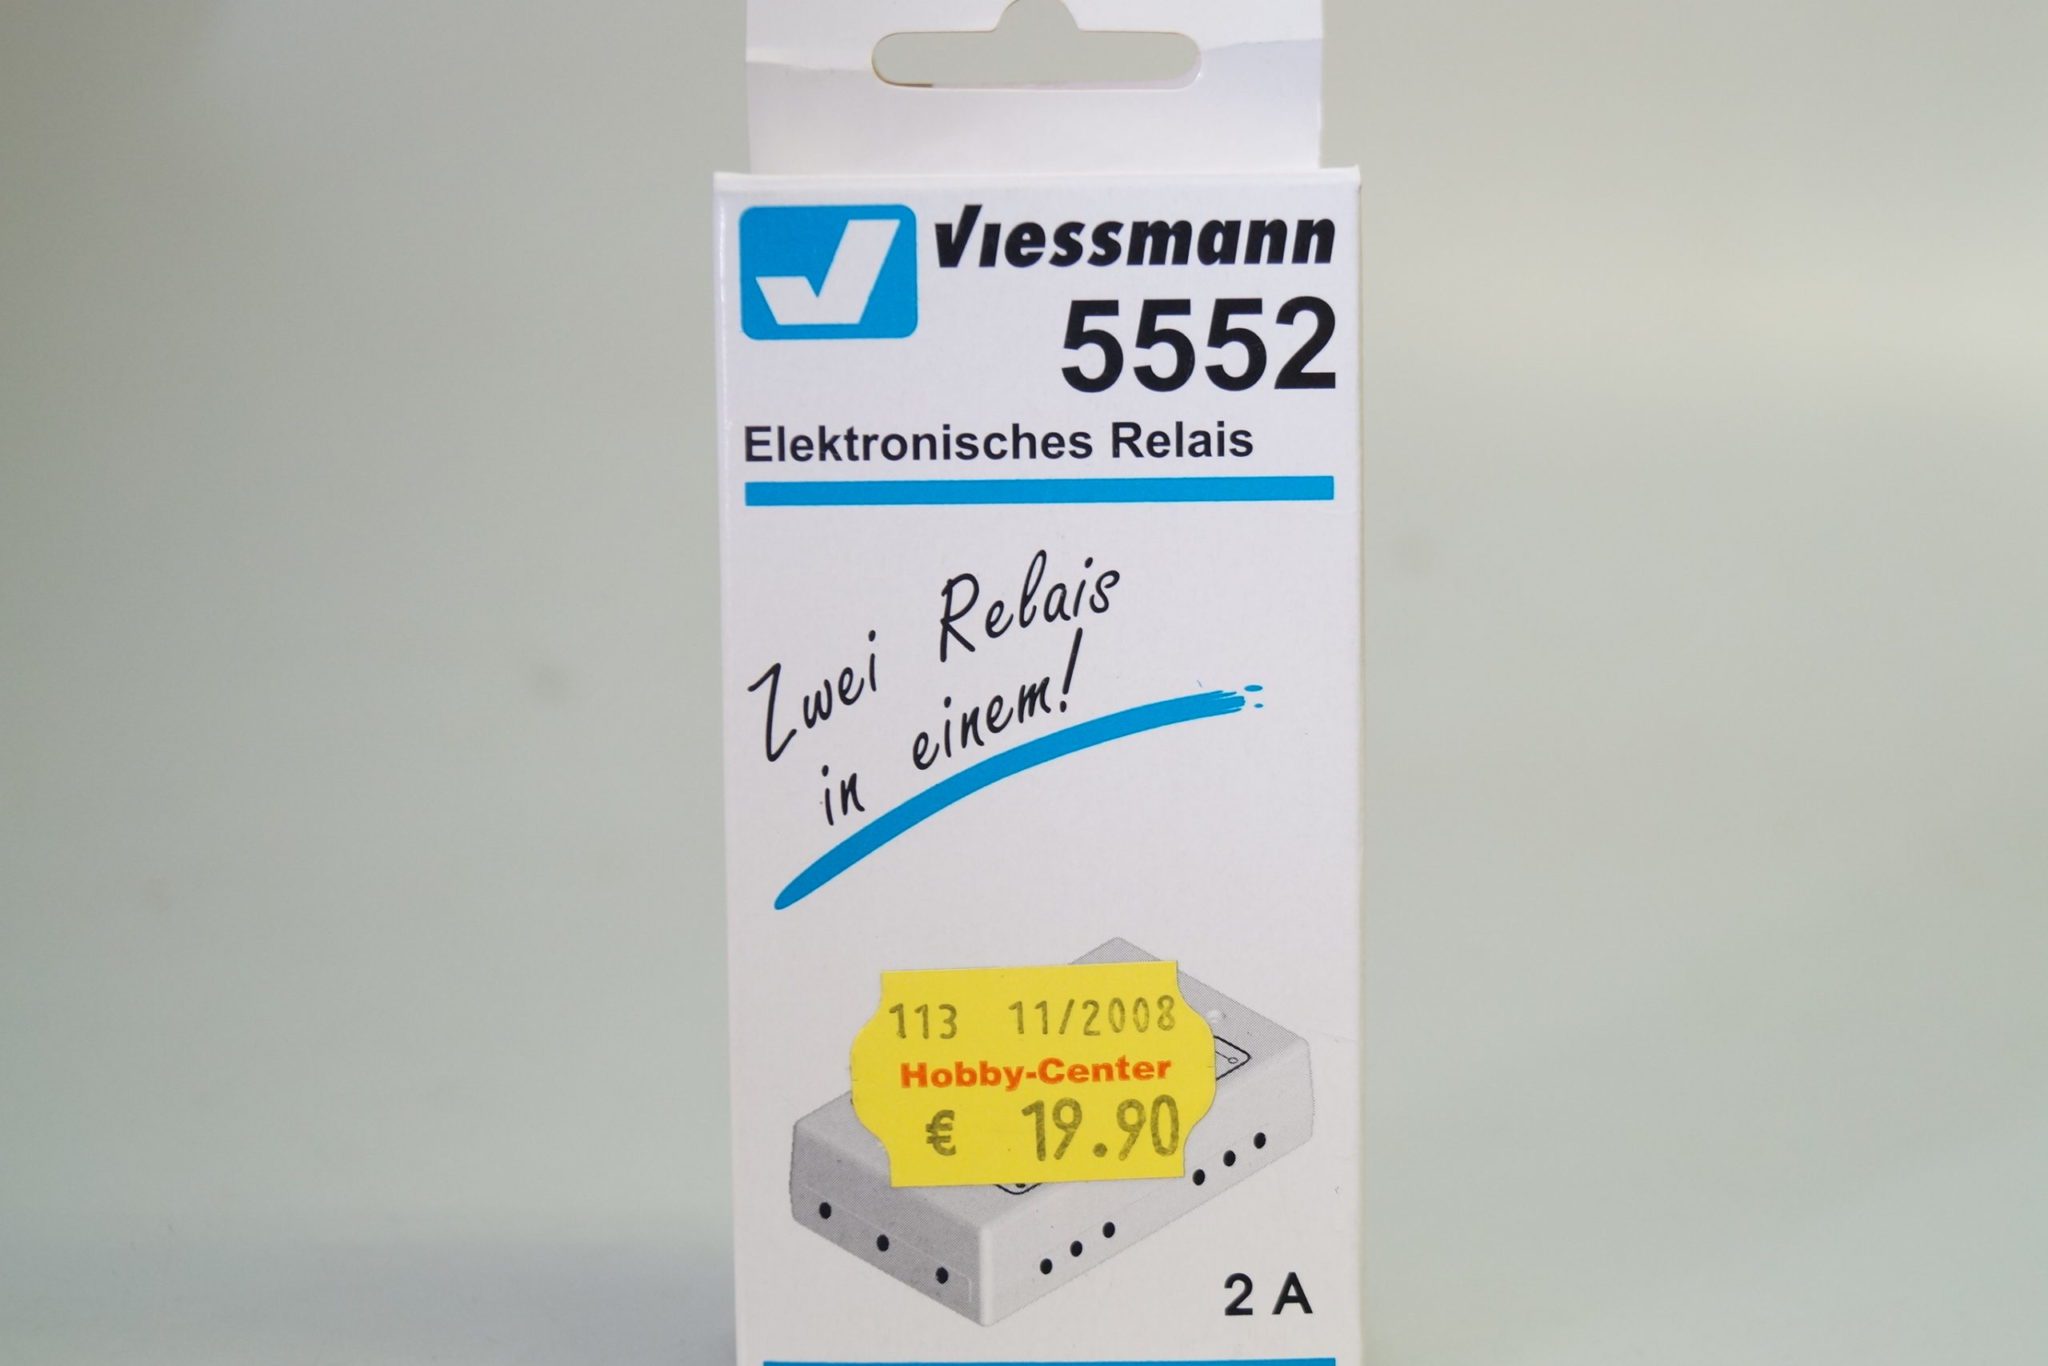 Viessmann
5552
Elektronisches Relais
Zwei Relais
in einem!
113 11/2008
Hobby-Center
€ 19.90
2 A